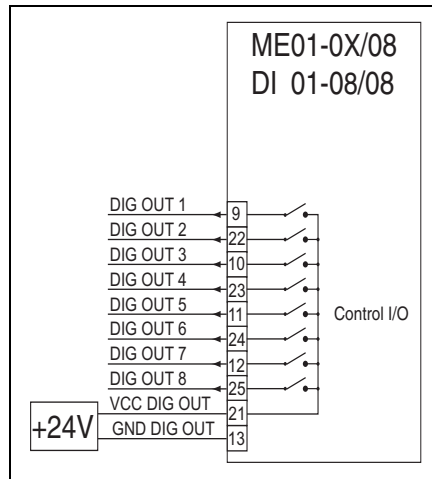 ME01-0X/08
DI 01-08/08
DIG OUT 1 9
DIG OUT 2 22
DIG OUT 3 10
DIG OUT 4 23
DIG OUT 5 11
Control I/O
DIG OUT 6 24
DIG OUT 7 12
DIG OUT 8 25
VCC DIG OUT 21
+24V
GND DIG OUT 13